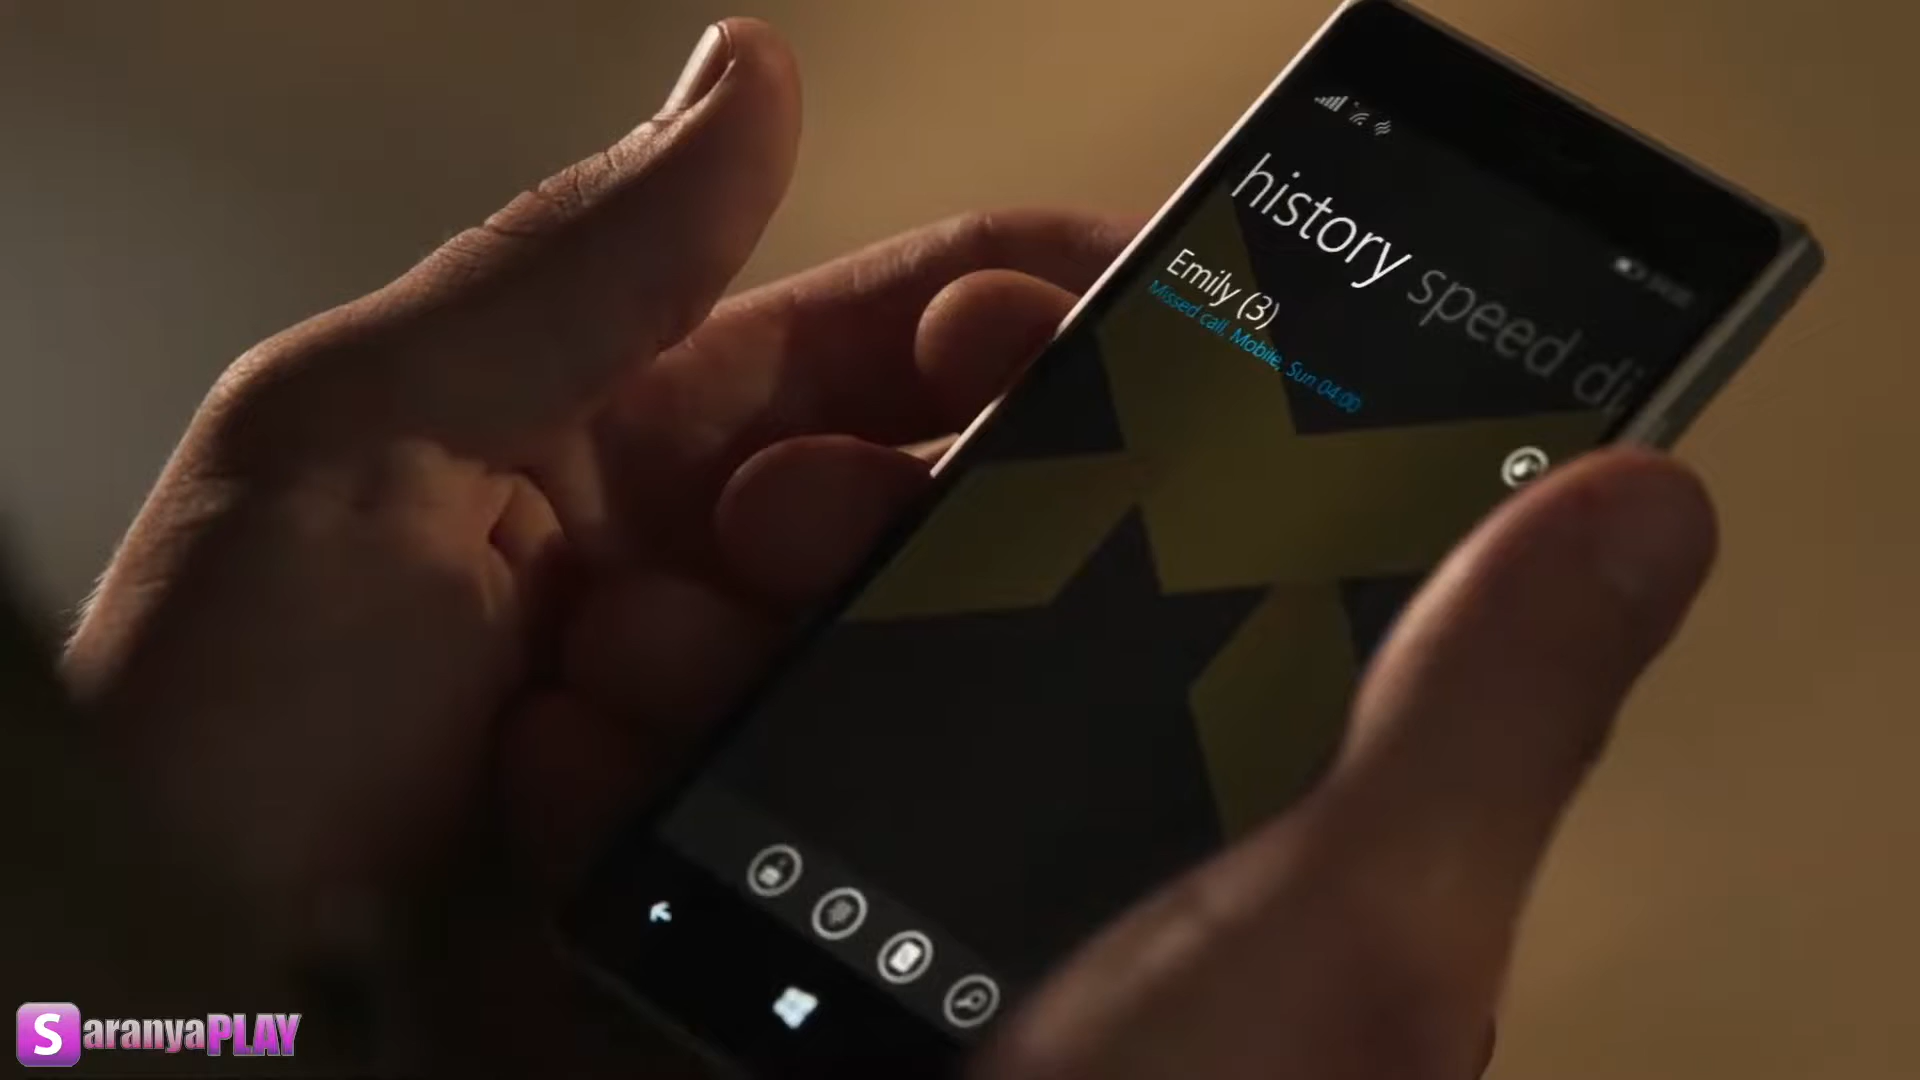 history speed di
Emily (3)
Missed call, Mobile, Sun 04:00
SaranyaPLAY